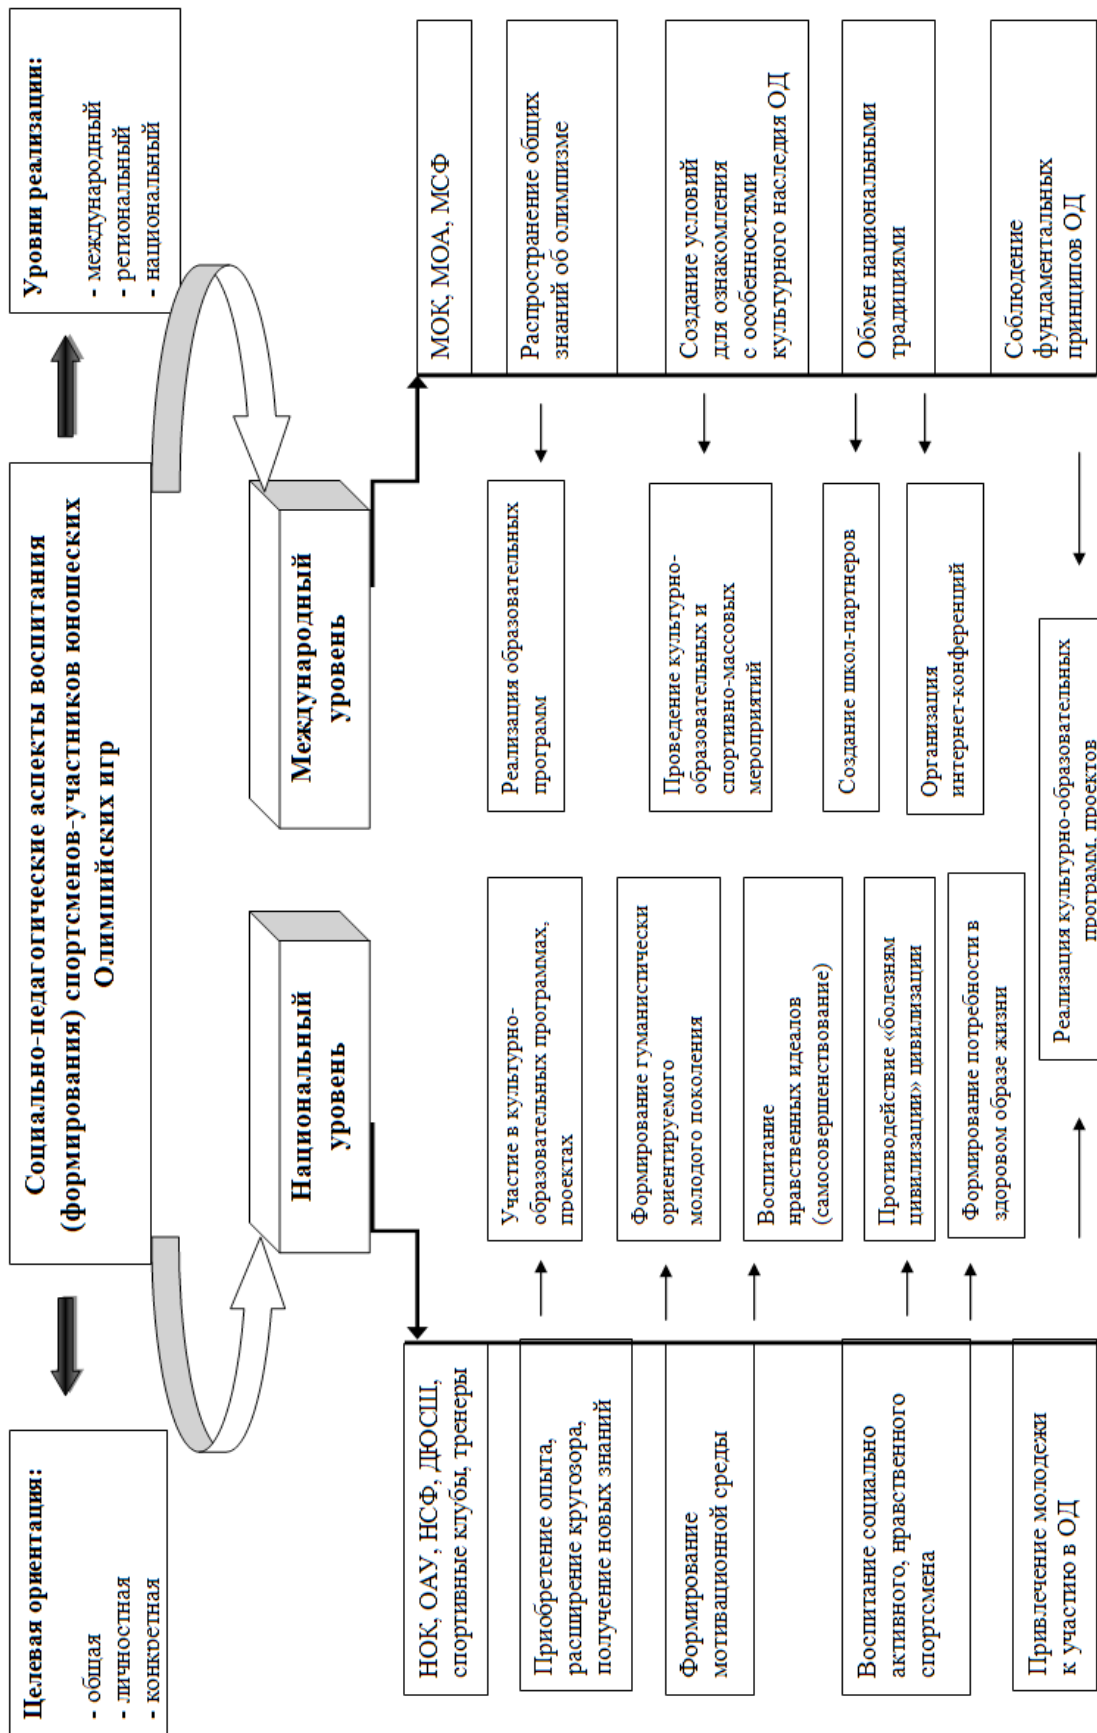 Целевая ориентация:
- общая
- личностная
- конкретная
Социально-педагогические аспекты воспитания
(формирования) спортсменов-участников юношеских
Олимпийских игр
Уровни реализации:
- международный
- региональный
- национальный
Национальный
уровень
Международный
уровень
НОК, ОАУ, НСФ, ДЮСШ,
спортивные клубы, тренеры
Приобретение опыта,
расширение кругозора,
получение новых знаний
Формирование
мотивационной среды
Воспитание социально
активного, нравственного
спортсмена
Привлечение молодежи
к участию в ОД
Участие в культурно-
образовательных программах,
проектах
Формирование гуманистически
ориентируемого
молодого поколения
Воспитание
нравственных идеалов
(самосовершенствование)
Противодействие «болезням
цивилизации» цивилизации
Формирование потребности в
здоровом образе жизни
Реализация культурно-образовательных
программ, проектов
Реализация образовательных
программ
Проведение культурно-
образовательных и
спортивно-массовых
мероприятий
Создание школ-партнеров
Организация
интернет-конференций
МОК, МОА, МСФ
Распространение общих
знаний об олимпизме
Создание условий
для ознакомления
с особенностями
культурного наследия ОД
Обмен национальными
традициями
Соблюдение
фундаментальных
принципов ОД